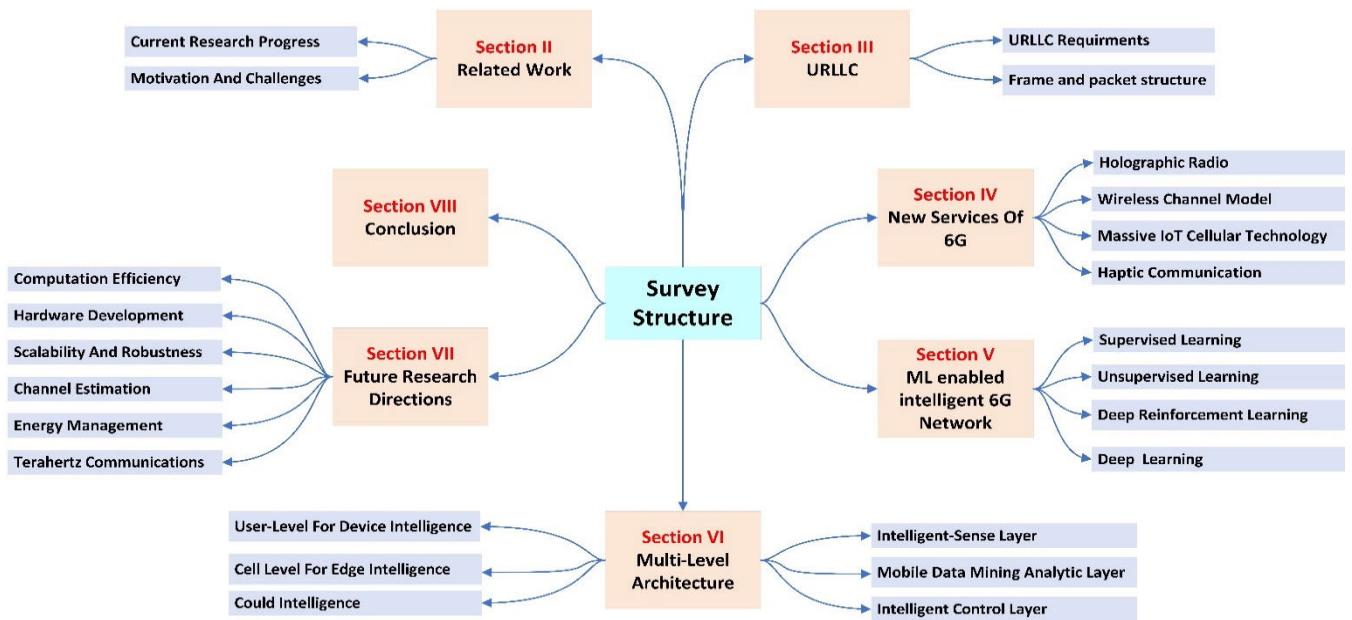 Section II
Related Work
Current Research Progress
Motivation And Challenges
Section III
URLLC
URLLC Requirments
Frame and packet structure
Section IV
New Services Of
6G
Holographic Radio
Wireless Channel Model
Massive IoT Cellular Technology
Haptic Communication
Section VIII
Conclusion
Survey
Structure
Section VII
Future Research
Directions
Computation Efficiency
Hardware Development
Scalability And Robustness
Channel Estimation
Energy Management
Terahertz Communications
Section V
ML enabled
intelligent 6G
Network
Supervised Learning
Unsupervised Learning
Deep Reinforcement Learning
Deep  Learning
Section VI
Multi-Level
Architecture
User-Level For Device Intelligence
Cell Level For Edge Intelligence
Could Intelligence
Intelligent-Sense Layer
Mobile Data Mining Analytic Layer
Intelligent Control Layer